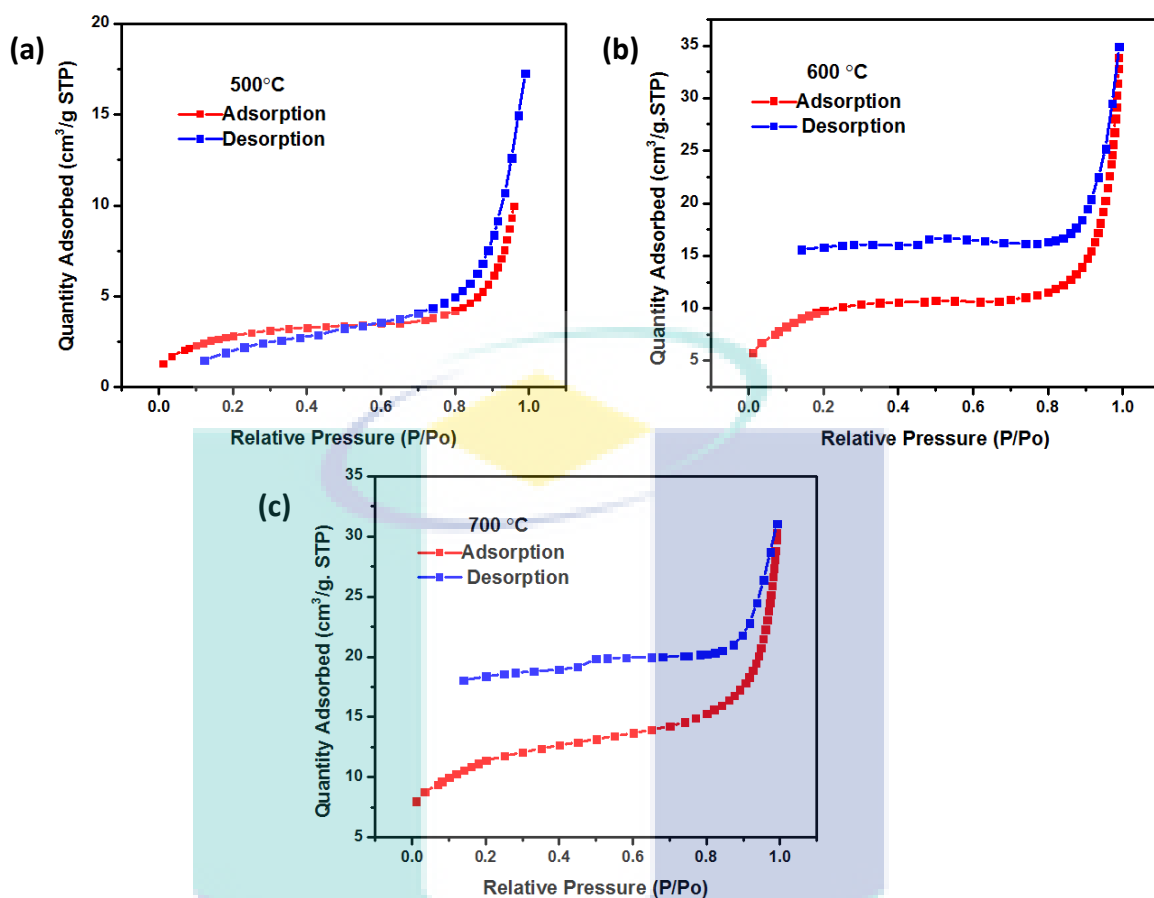 (a)
20
15
10
5
0
Quantity Adsorbed (cm³/g. STP)
500°C
Adsorption
Desorption
0.0 0.2 0.4 0.6 0.8 1.0
Relative Pressure (P/Po)
(b)
35
30
25
20
15
10
5
Quantity Adsorbed (cm³/g.STP)
600 °C
Adsorption
Desorption
0.0 0.2 0.4 0.6 0.8 1.0
Relative Pressure (P/Po)
(c)
35
30
25
20
15
10
5
Quantity Adsorbed (cm³/g. STP)
700 °C
Adsorption
Desorption
0.0 0.2 0.4 0.6 0.8 1.0
Relative Pressure (P/Po)